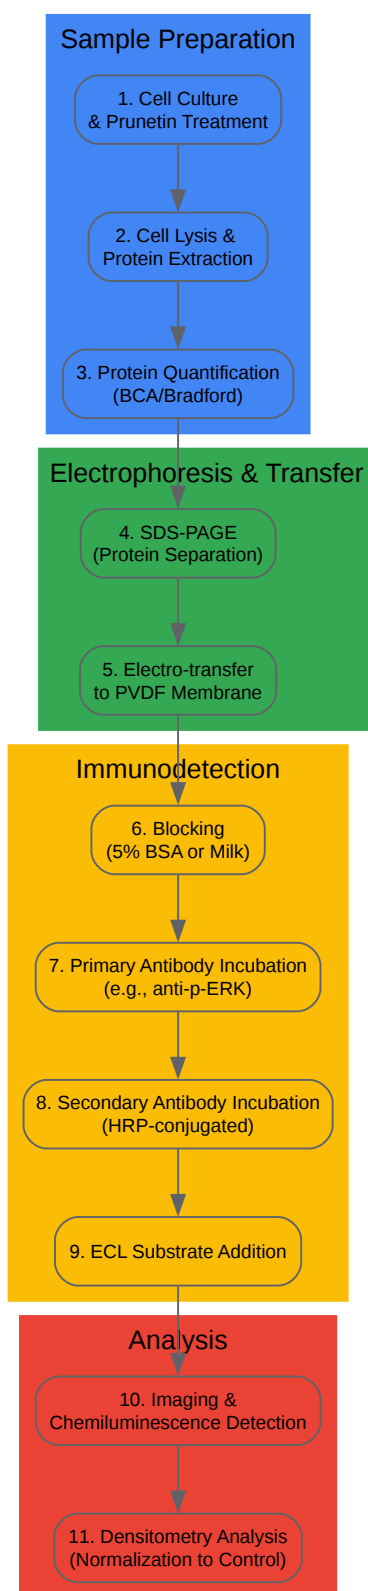 Sample Preparation
1. Cell Culture
& Prunetin Treatment
2. Cell Lysis &
Protein Extraction
3. Protein Quantification
(BCA/Bradford)
Electrophoresis & Transfer
4. SDS-PAGE
(Protein Separation)
5. Electro-transfer
to PVDF Membrane
Immunodetection
6. Blocking
(5% BSA or Milk)
7. Primary Antibody Incubation
(e.g., anti-p-ERK)
8. Secondary Antibody Incubation
(HRP-conjugated)
9. ECL Substrate Addition
Analysis
10. Imaging &
Chemiluminescence Detection
11. Densitometry Analysis
(Normalization to Control)